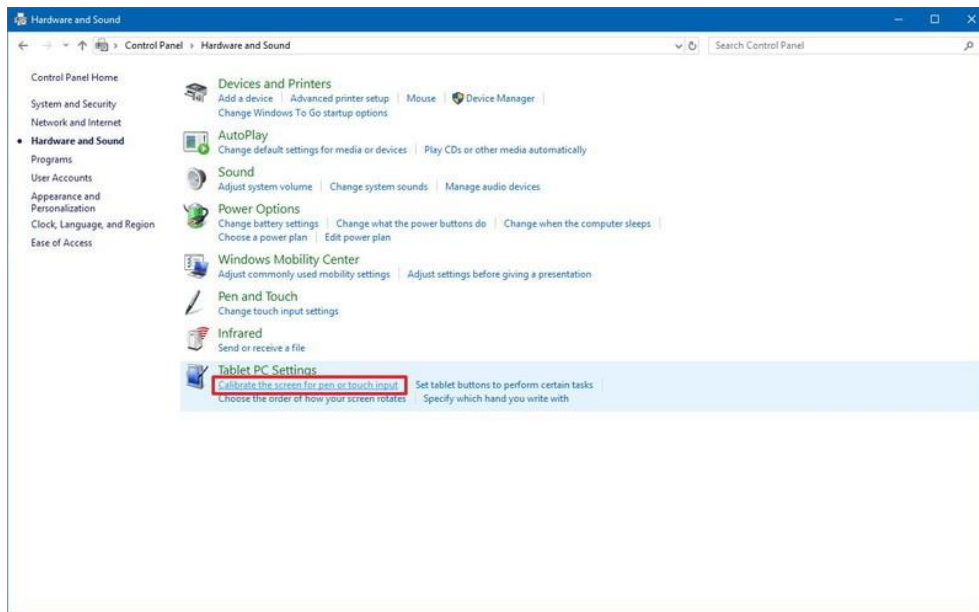 Hardware and Sound
Control Panel › Hardware and Sound
Search Control Panel
Control Panel Home
System and Security
Network and Internet
Hardware and Sound
Programs
User Accounts
Appearance and
Personalization
Clock, Language, and Region
Ease of Access
Devices and Printers
Add a device | Advanced printer setup | Mouse | Device Manager
Change Windows To Go startup options
AutoPlay
Change default settings for media or devices | Play CDs or other media automatically
Sound
Adjust system volume | Change system sounds | Manage audio devices
Power Options
Change battery settings | Change what the power buttons do | Change when the computer sleeps
Choose a power plan | Edit power plan
Windows Mobility Center
Adjust commonly used mobility settings | Adjust settings before giving a presentation
Pen and Touch
Change touch input settings
Infrared
Send or receive a file
Tablet PC Settings
Calibrate the screen for pen or touch input | Set tablet buttons to perform certain tasks
Choose the order of how your screen rotates | Specify which hand you write with